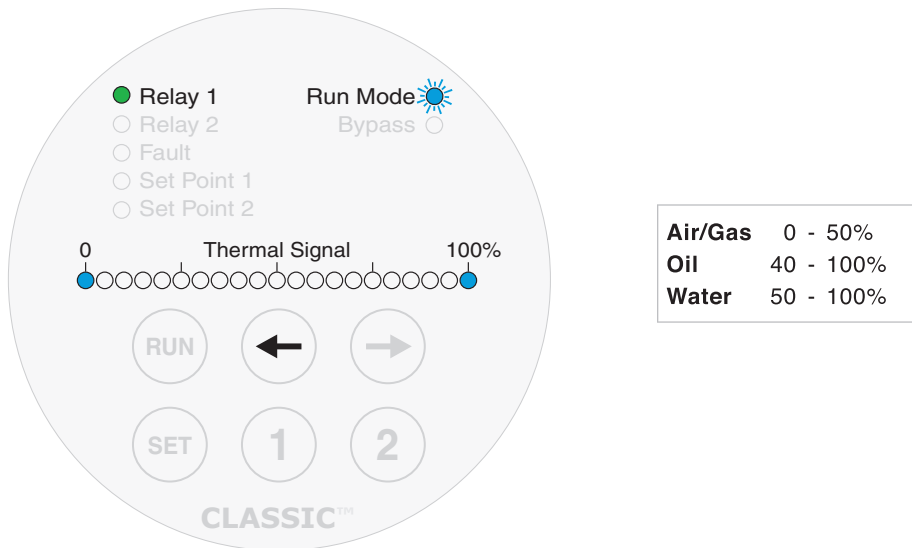 Relay 1
Run Mode
Relay 2
Bypass
Fault
Set Point 1
Set Point 2
0 Thermal Signal 100%
RUN
SET 1 2
CLASSIC™
Air/Gas 0 - 50%
Oil 40 - 100%
Water 50 - 100%